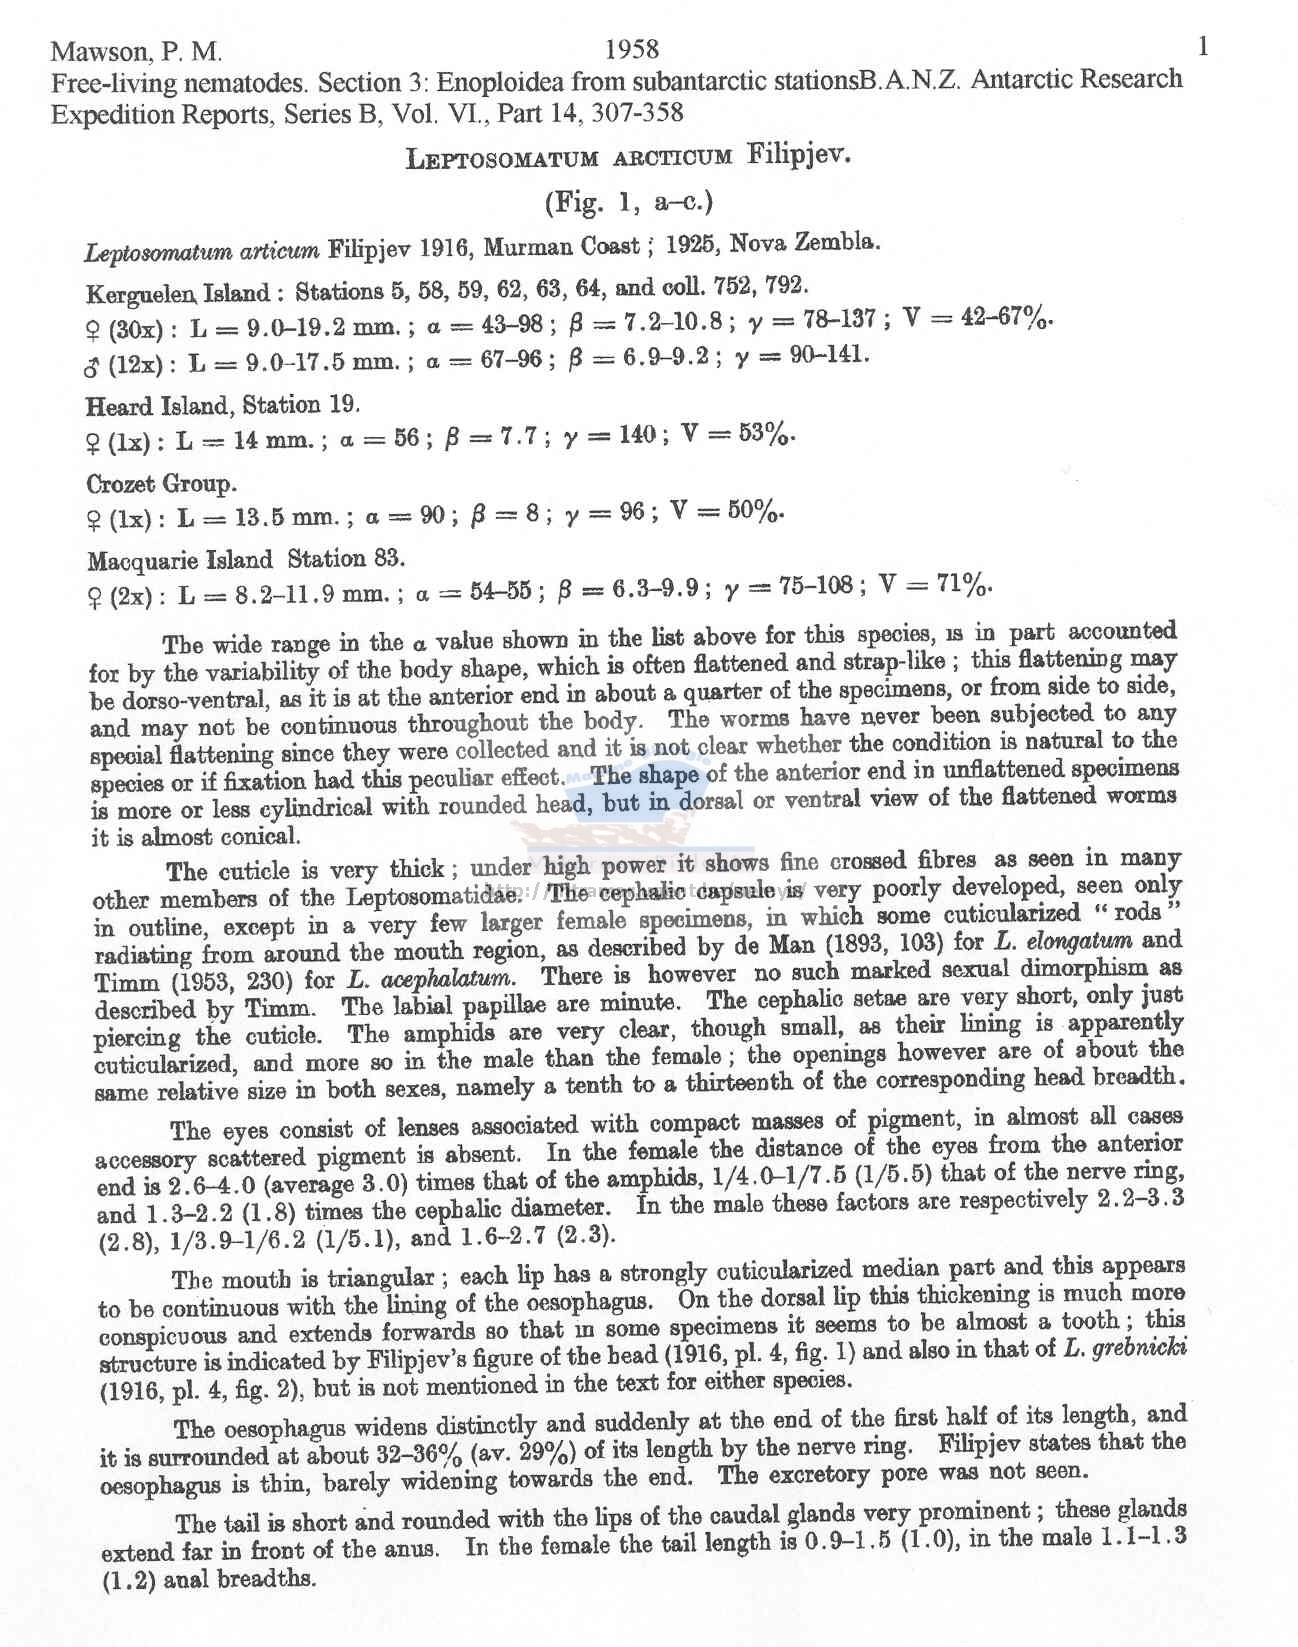 Mawson, P. M. 1958 1
Free-living nematodes. Section 3: Enoploidea from subantarctic stationsB.A.N.Z. Antarctic Research
Expedition Reports, Series B, Vol. VI., Part 14, 307-358
LEPTOSOMATUM ARCTICUM Filipjev.
(Fig. 1, a–c.)
Leptosomatum articum Filipjev 1916, Murman Coast ; 1925, Nova Zembla.
Kerguelen Island : Stations 5, 58, 59, 62, 63, 64, and coll. 752, 792.
♀ (30x) : L = 9.0–19.2 mm. ; α = 43–98 ; β = 7.2–10.8 ; γ = 78–137 ; V = 42–67%.
♂ (12x) : L = 9.0–17.5 mm. ; α = 67–96 ; β = 6.9–9.2 ; γ = 90–141.
Heard Island, Station 19.
♀ (1x) : L = 14 mm. ; α = 56 ; β = 7.7 ; γ = 140 ; V = 53%.
Crozet Group.
♀ (1x) : L = 13.5 mm. ; α = 90 ; β = 8 ; γ = 96 ; V = 50%.
Macquarie Island Station 83.
♀ (2x) : L = 8.2–11.9 mm. ; α = 54–55 ; β = 6.3–9.9 ; γ = 75–108 ; V = 71%.
The wide range in the α value shown in the list above for this species, is in part accounted
for by the variability of the body shape, which is often flattened and strap-like ; this flattening may
be dorso-ventral, as it is at the anterior end in about a quarter of the specimens, or from side to side,
and may not be continuous throughout the body. The worms have never been subjected to any
special flattening since they were collected and it is not clear whether the condition is natural to the
species or if fixation had this peculiar effect. The shape of the anterior end in unflattened specimens
is more or less cylindrical with rounded head, but in dorsal or ventral view of the flattened worms
it is almost conical.
The cuticle is very thick ; under high power it shows fine crossed fibres as seen in many
other members of the Leptosomatidae. The cephalic capsule is very poorly developed, seen only
in outline, except in a very few larger female specimens, in which some cuticularized “ rods ”
radiating from around the mouth region, as described by de Man (1893, 103) for L. elongatum and
Timm (1953, 230) for L. acephalatum. There is however no such marked sexual dimorphism as
described by Timm. The labial papillae are minute. The cephalic setae are very short, only just
piercing the cuticle. The amphids are very clear, though small, as their lining is apparently
cuticularized, and more so in the male than the female ; the openings however are of about the
same relative size in both sexes, namely a tenth to a thirteenth of the corresponding head breadth.
The eyes consist of lenses associated with compact masses of pigment, in almost all cases
accessory scattered pigment is absent. In the female the distance of the eyes from the anterior
end is 2.6–4.0 (average 3.0) times that of the amphids, 1/4.0–1/7.5 (1/5.5) that of the nerve ring,
and 1.3–2.2 (1.8) times the cephalic diameter. In the male these factors are respectively 2.2–3.3
(2.8), 1/3.9–1/6.2 (1/5.1), and 1.6–2.7 (2.3).
The mouth is triangular ; each lip has a strongly cuticularized median part and this appears
to be continuous with the lining of the oesophagus. On the dorsal lip this thickening is much more
conspicuous and extends forwards so that in some specimens it seems to be almost a tooth ; this
structure is indicated by Filipjev's figure of the head (1916, pl. 4, fig. 1) and also in that of L. grebnicki
(1916, pl. 4, fig. 2), but is not mentioned in the text for either species.
The oesophagus widens distinctly and suddenly at the end of the first half of its length, and
it is surrounded at about 32–36% (av. 29%) of its length by the nerve ring. Filipjev states that the
oesophagus is thin, barely widening towards the end. The excretory pore was not seen.
The tail is short and rounded with the lips of the caudal glands very prominent ; these glands
extend far in front of the anus. In the female the tail length is 0.9–1.5 (1.0), in the male 1.1–1.3
(1.2) anal breadths.